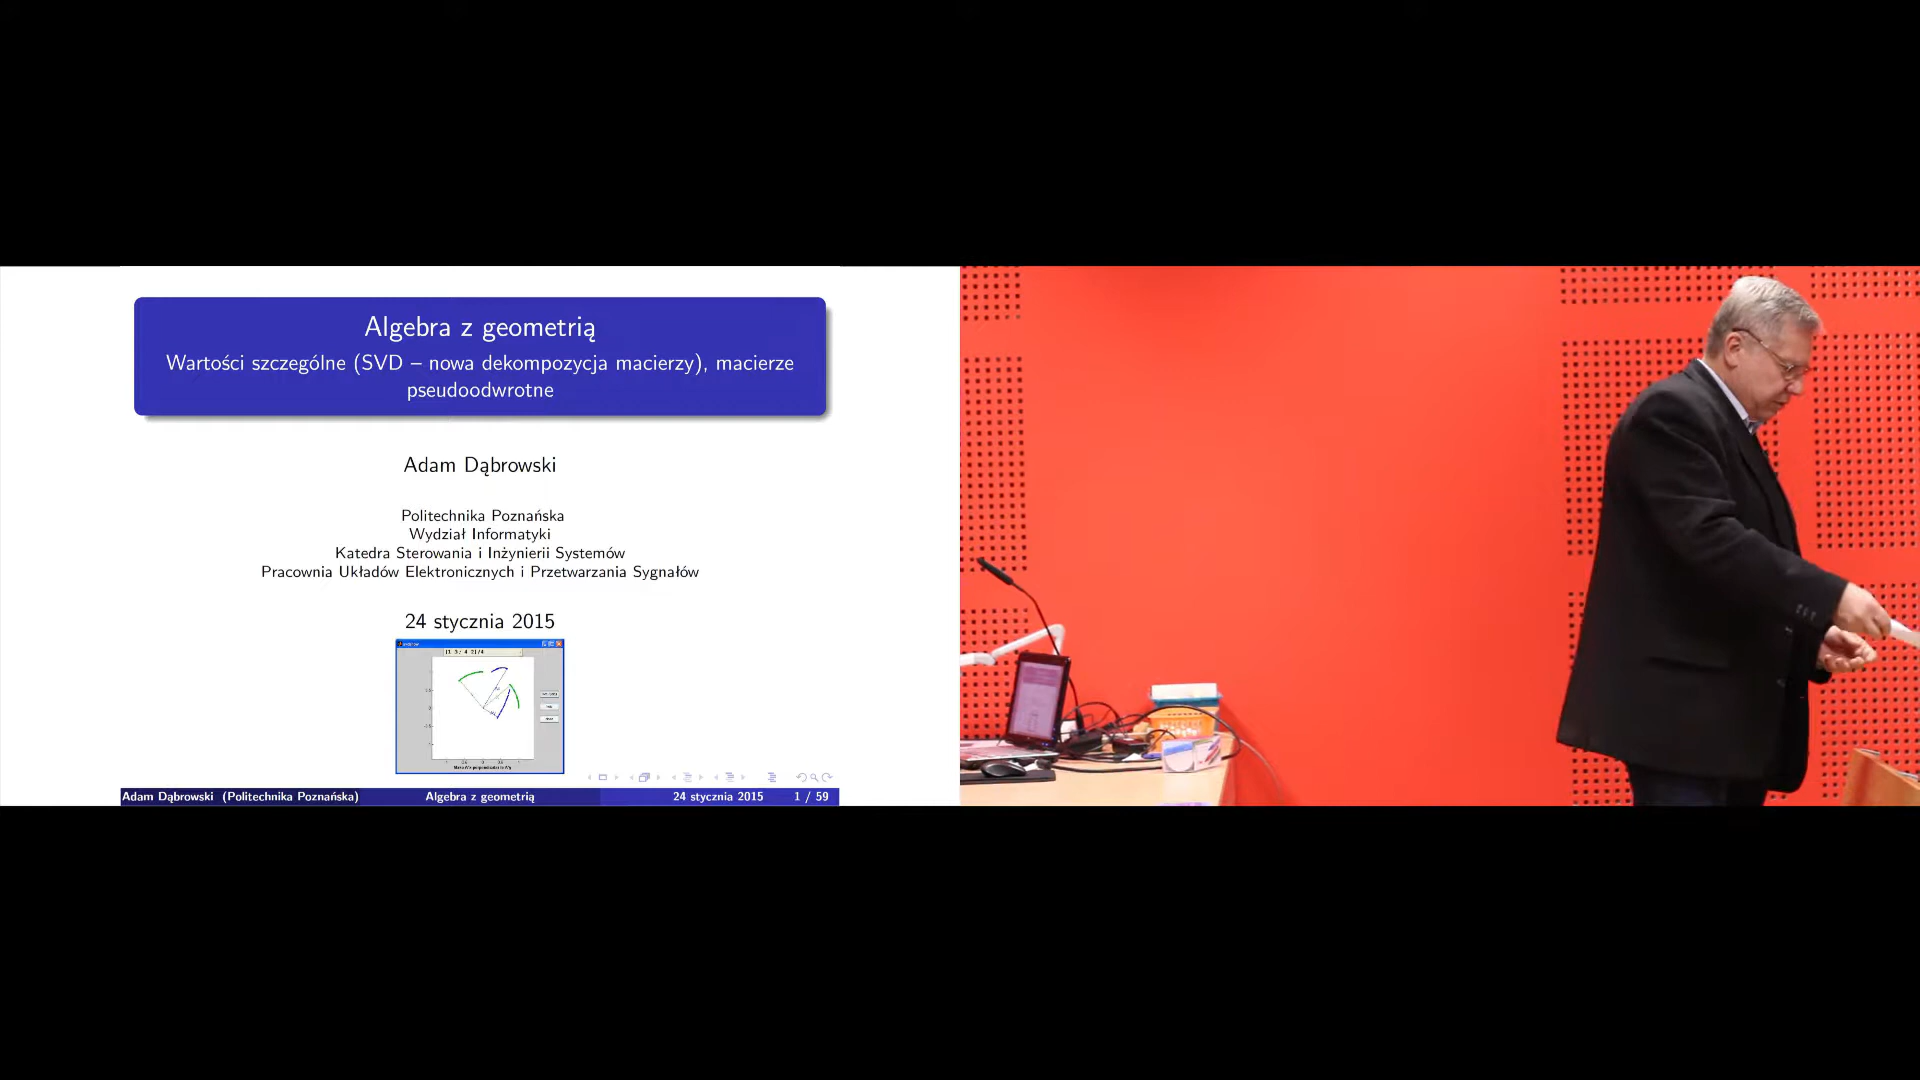 Algebra z geometrią
Wartości szczególne (SVD – nowa dekompozycja macierzy), macierze
pseudoodwrotne
Adam Dąbrowski
Politechnika Poznańska
Wydział Informatyki
Katedra Sterowania i Inżynierii Systemów
Pracownia Układów Elektronicznych i Przetwarzania Sygnałów
24 stycznia 2015
Adam Dąbrowski (Politechnika Poznańska) Algebra z geometrią 24 stycznia 2015 1 / 59